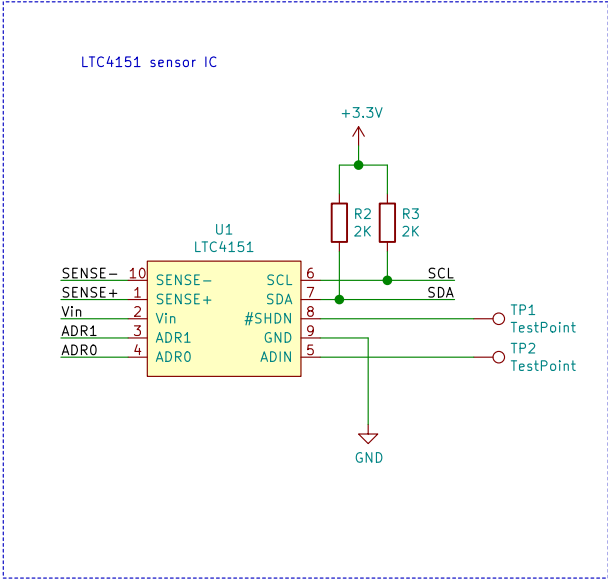 LTC4151 sensor IC
+3.3V
R2
2K
R3
2K
U1
LTC4151
SENSE- 10 SENSE- SCL 6 SCL
SENSE+ 1 SENSE+ SDA 7 SDA
Vin 2 Vin #SHDN 8
ADR1 3 ADR1 GND 9
ADR0 4 ADR0 ADIN 5
TP1
TestPoint
TP2
TestPoint
GND